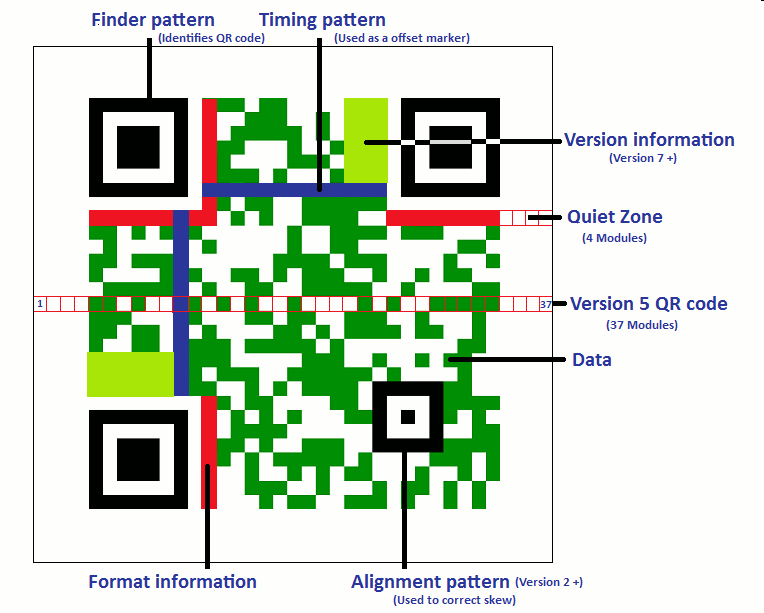 Finder pattern
(Identifies QR code)
Timing pattern
(Used as a offset marker)
Version information
(Version 7 +)
Quiet Zone
(4 Modules)
1
37
Version 5 QR code
(37 Modules)
Data
Format information
Alignment pattern (Version 2 +)
(Used to correct skew)